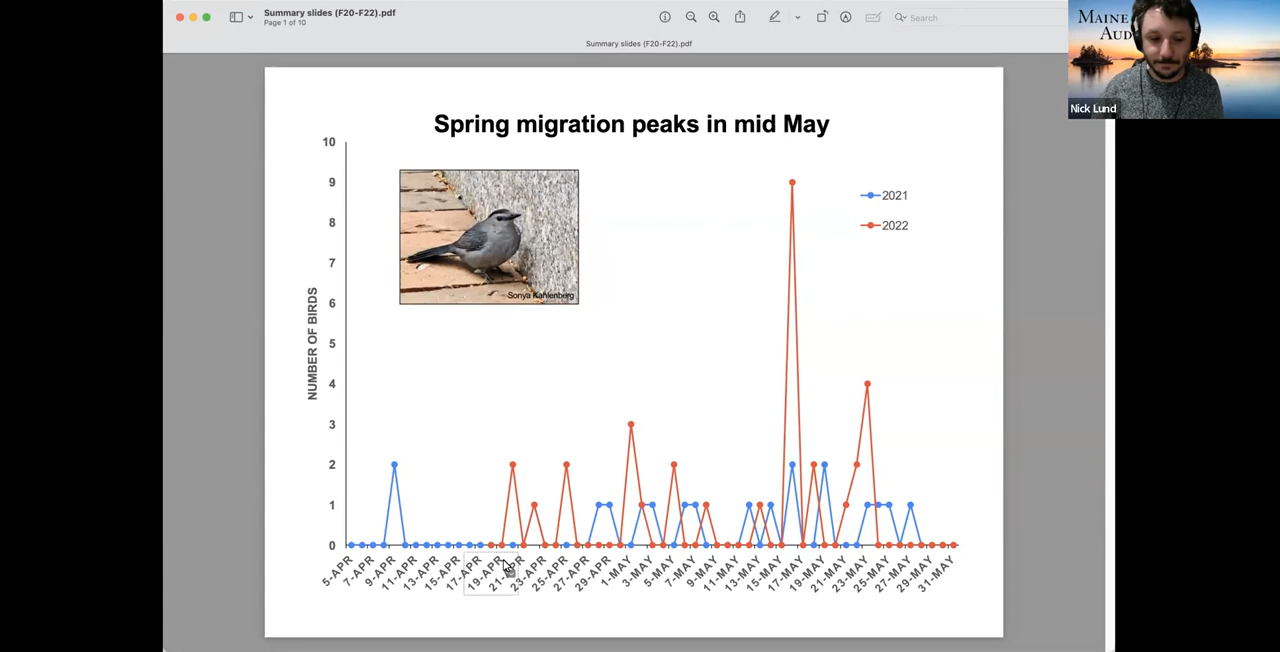 Summary slides (F20-F22).pdf
Page 1 of 10
Search
Summary slides (F20-F22).pdf
MAINE
AUD
Nick Lund
Spring migration peaks in mid May
10
9
8
7
6
5
4
3
2
1
0
NUMBER OF BIRDS
Sonya Kahlenberg
2021
2022
5-APR
7-APR
9-APR
11-APR
13-APR
15-APR
17-APR
19-APR
21-APR
23-APR
25-APR
27-APR
29-APR
1-MAY
3-MAY
5-MAY
7-MAY
9-MAY
11-MAY
13-MAY
15-MAY
17-MAY
19-MAY
21-MAY
23-MAY
25-MAY
27-MAY
29-MAY
31-MAY